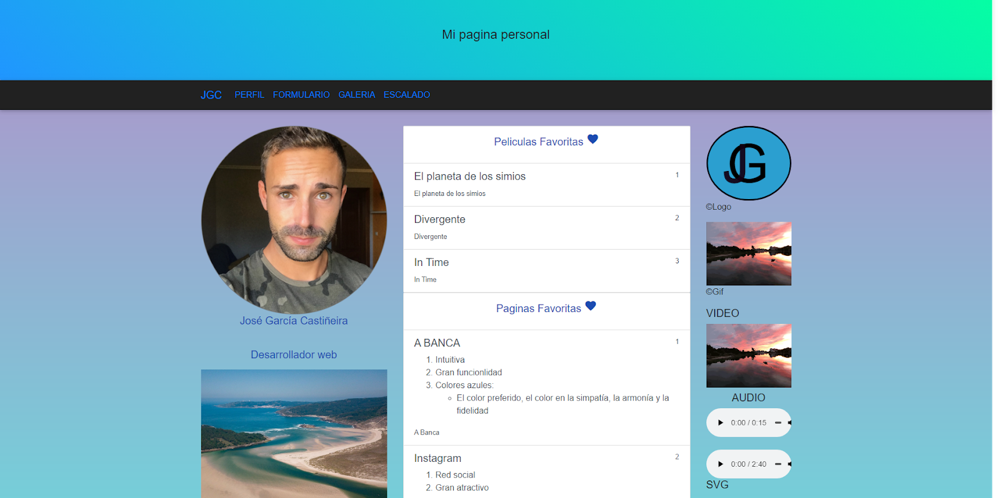 Mi pagina personal
JGC PERFIL FORMULARIO GALERIA ESCALADO
José García Castiñeira
Desarrollador web
Peliculas Favoritas
El planeta de los simios 1
El planeta de los simios
Divergente 2
Divergente
In Time 3
In Time
Paginas Favoritas
A BANCA 1
1. Intuitiva
2. Gran funcionlidad
3. Colores azules:
El color preferido, el color en la simpatía, la armonía y la
fidelidad
A Banca
Instagram 2
1. Red social
2. Gran atractivo
JG
©Logo
©Gif
VIDEO
AUDIO
0:00 / 0:15
0:00 / 2:40
SVG